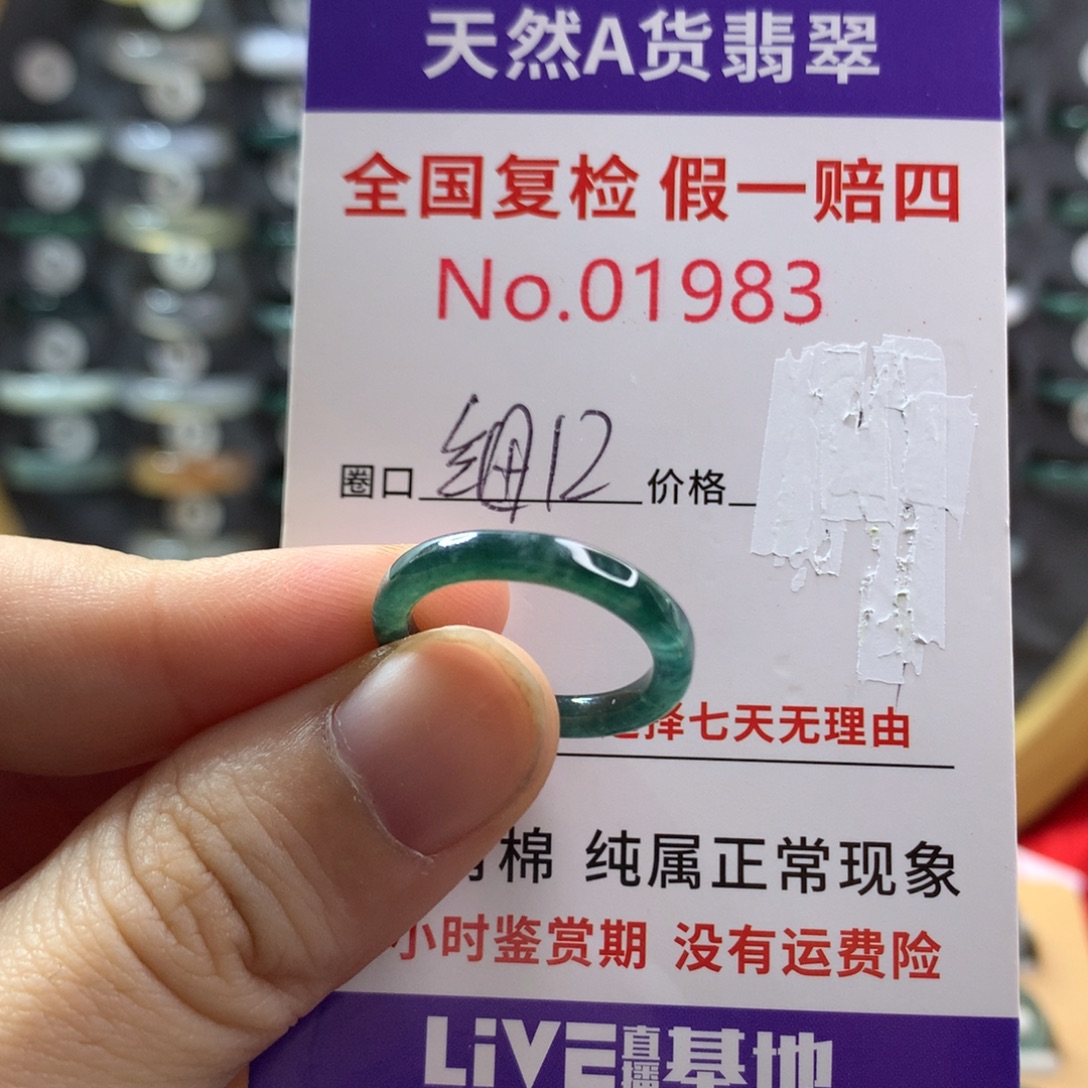 天然A货翡翠
全国复检 假一赔四
No.01983
圈口 细12 价格
择七天无理由
棉 纯属正常现象
小时鉴赏期 没有运费险
LiVE直播基地